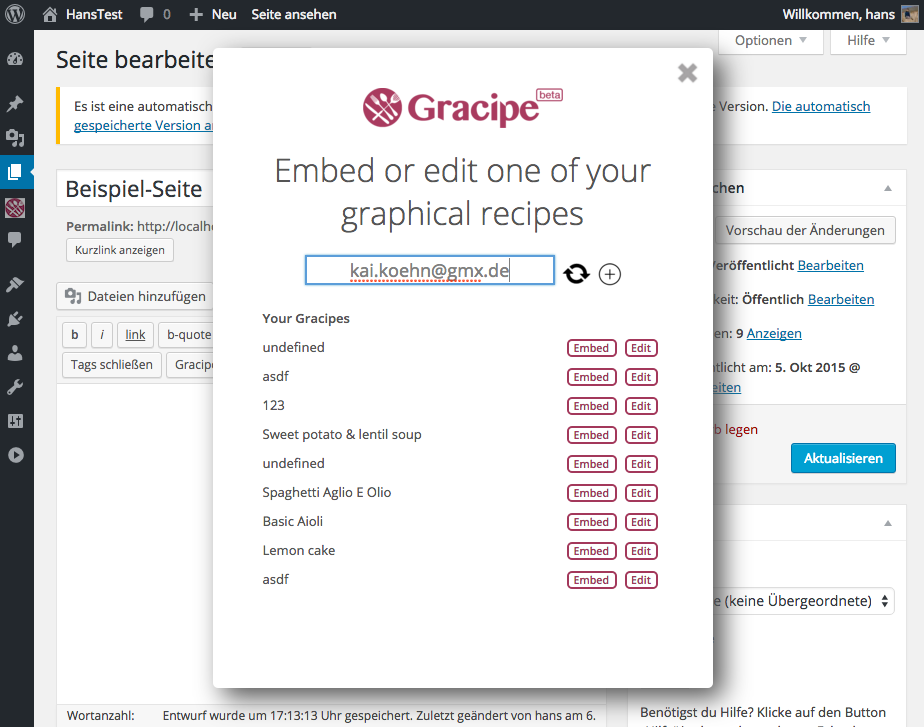 HansTest 0 Neu Seite ansehen Willkommen, hans
Optionen Hilfe
Seite bearbeite
Es ist eine automatisch
gespeicherte Version a
e Version. Die automatisch
Gracipe beta
Embed or edit one of your
graphical recipes
kai.koehn@gmx.de
Your Gracipes
undefined Embed Edit
asdf Embed Edit
123 Embed Edit
Sweet potato & lentil soup Embed Edit
undefined Embed Edit
Spaghetti Aglio E Olio Embed Edit
Basic Aioli Embed Edit
Lemon cake Embed Edit
asdf Embed Edit
Beispiel-Seite
Permalink: http://localh
Kurzlink anzeigen
Dateien hinzufügen
b i link b-quote
Tags schließen Gracip
chen
Vorschau der Änderungen
eröffentlicht Bearbeiten
keit: Öffentlich Bearbeiten
en: 9 Anzeigen
tlicht am: 5. Okt 2015 @
eiten
b legen
Aktualisieren
e (keine Übergeordnete)
Benötigst du Hilfe? Klicke auf den Button
Wortanzahl: Entwurf wurde um 17:13:13 Uhr gespeichert. Zuletzt geändert von hans am 6.